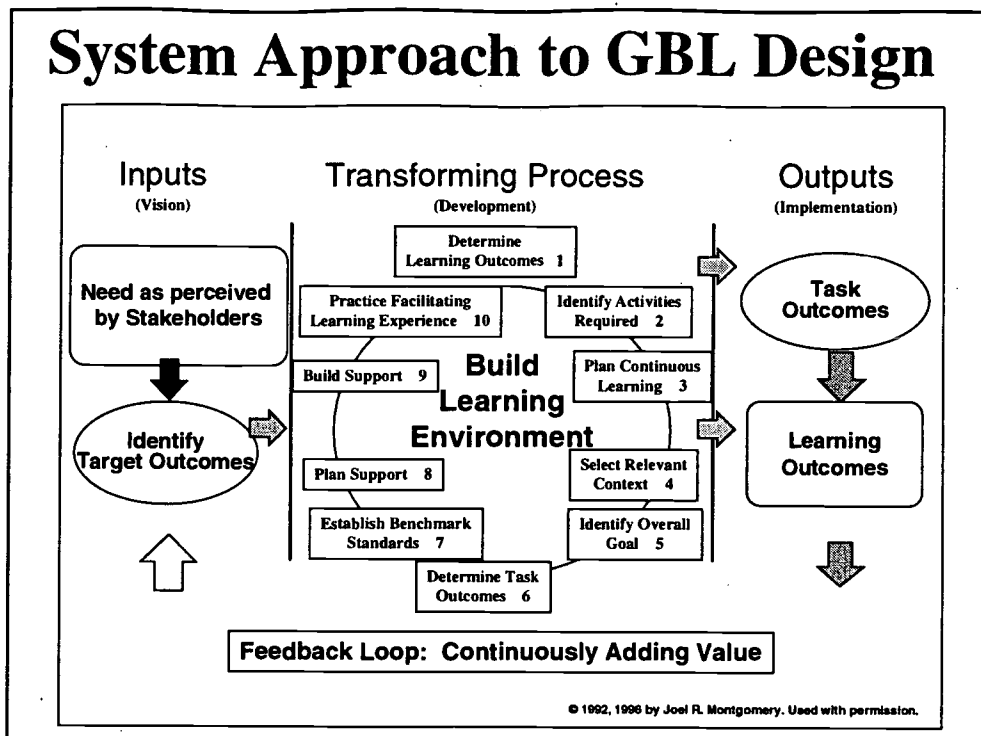 System Approach to GBL Design
Inputs
(Vision)
Need as perceived
by Stakeholders
Identify
Target Outcomes
Transforming Process
(Development)
Determine
Learning Outcomes 1
Identify Activities
Required 2
Plan Continuous
Learning 3
Select Relevant
Context 4
Identify Overall
Goal 5
Determine Task
Outcomes 6
Establish Benchmark
Standards 7
Plan Support 8
Build Support 9
Practice Facilitating
Learning Experience 10
Build
Learning
Environment
Outputs
(Implementation)
Task
Outcomes
Learning
Outcomes
Feedback Loop: Continuously Adding Value
© 1992, 1996 by Joel R. Montgomery. Used with permission.